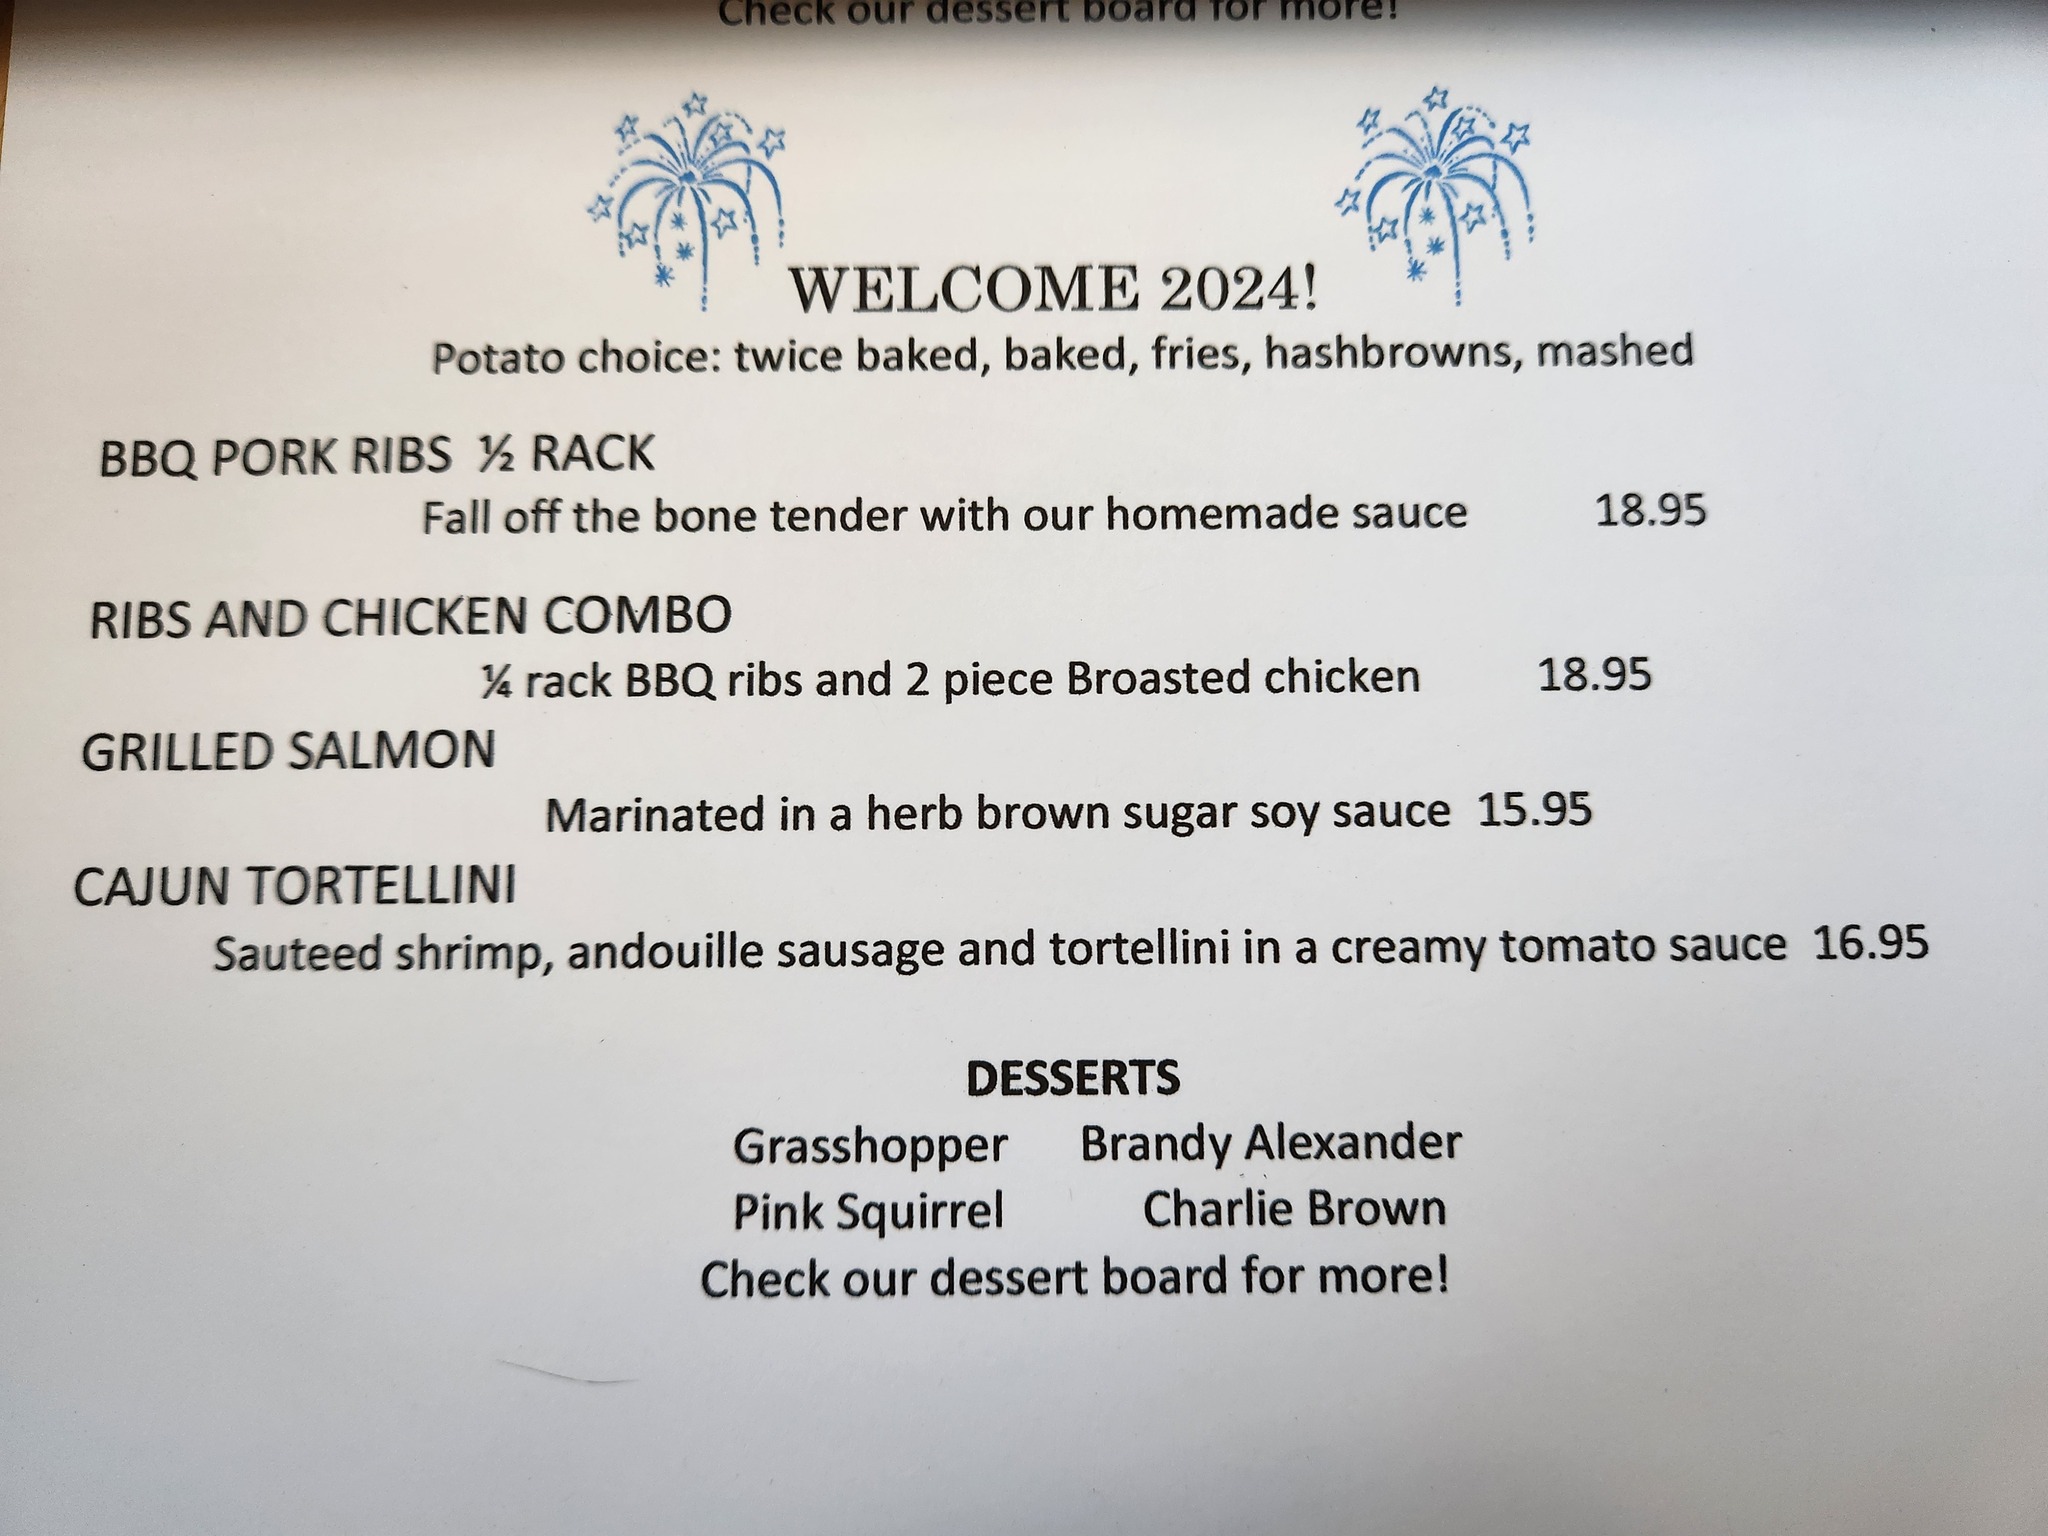 Check our dessert board for more!
WELCOME 2024!
Potato choice: twice baked, baked, fries, hashbrowns, mashed
BBQ PORK RIBS ½ RACK
Fall off the bone tender with our homemade sauce 18.95
RIBS AND CHICKEN COMBO
¼ rack BBQ ribs and 2 piece Broasted chicken 18.95
GRILLED SALMON
Marinated in a herb brown sugar soy sauce 15.95
CAJUN TORTELLINI
Sauteed shrimp, andouille sausage and tortellini in a creamy tomato sauce 16.95
DESSERTS
Grasshopper Brandy Alexander
Pink Squirrel Charlie Brown
Check our dessert board for more!